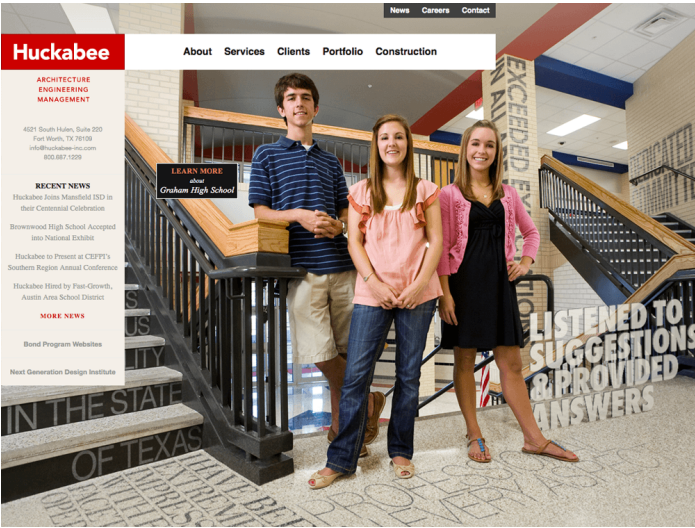 News Careers Contact
Huckabee
About Services Clients Portfolio Construction
ARCHITECTURE
ENGINEERING
MANAGEMENT
4521 South Hulen, Suite 220
Fort Worth, TX 76109
info@huckabee-inc.com
800.687.1229
LEARN MORE
about
Graham High School
RECENT NEWS
Huckabee Joins Mansfield ISD in
their Centennial Celebration
Brownwood High School Accepted
into National Exhibit
Huckabee to Present at CEFPI's
Southern Region Annual Conference
Huckabee Hired by Fast-Growth,
Austin Area School District
MORE NEWS
Bond Program Websites
Next Generation Design Institute
EXCEEDED
LISTENED TO
SUGGESTIONS
& PROVIDED
ANSWERS
IN THE STATE
OF TEXAS